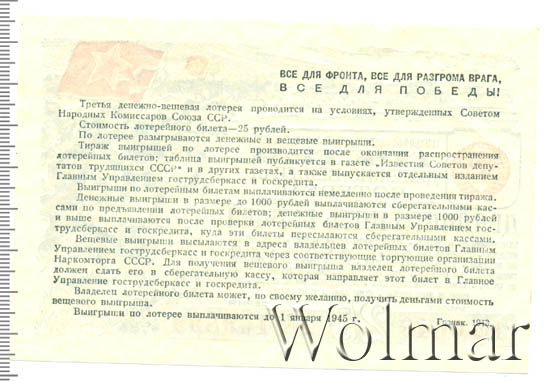 ВСЕ ДЛЯ ФРОНТА, ВСЕ ДЛЯ РАЗГРОМА ВРАГА,
ВСЕ ДЛЯ ПОБЕДЫ!
Третья денежно-вещевая лотерея проводится на условиях, утвержденных Советом
Народных Комиссаров Союза ССР.
Стоимость лотерейного билета—25 рублей.
По лотерее разыгрываются денежные и вещевые выигрыши.
Тираж выигрышей по лотерее производится после окончания распространения
лотерейных билетов; таблица выигрышей публикуется в газете „Известия Советов депу-
татов трудящихся СССР" и в других газетах, а также выпускается отдельным изданием
Главным Управлением гострудсберкасс и госкредита.
Выигрыши по лотерейным билетам выплачиваются немедленно после проведения тиража.
Денежные выигрыши в размере до 1000 рублей выплачиваются сберегательными кас-
сами по предъявлении лотерейных билетов; денежные выигрыши в размере 1000 рублей
и выше выплачиваются после проверки лотерейных билетов Главным Управлением гос-
трудсберкасс и госкредита, куда эти билеты пересылаются сберегательными кассами.
Вещевые выигрыши высылаются в адреса владельцев лотерейных билетов Главным
Управлением гострудсберкасс и госкредита через соответствующие торгующие организации
Наркомторга СССР. Для получения вещевого выигрыша владелец лотерейного билета
должен сдать его в сберегательную кассу, которая направляет этот билет в Главное
Управление гострудсберкасс и госкредита.
Владелец лотерейного билета может, по своему желанию, получить деньгами стоимость
вещевого выигрыша.
Выигрыши по лотерее выплачиваются до 1 января 1945 г. Гознак. 1943.
Wolmar